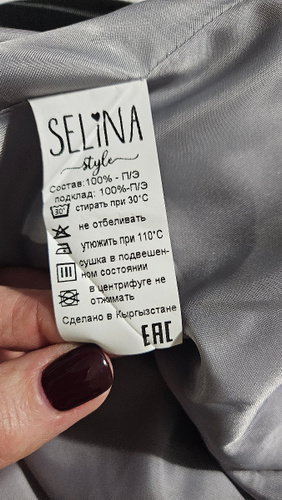 SELINA
style
Состав:100% - П/Э
подклад: 100%-П/Э
30° стирать при 30°С
не отбеливать
утюжить при 110°С
сушка в подвешен-
ном состоянии
в центрифуге не
отжимать
Сделано в Кыргызстане
EAC